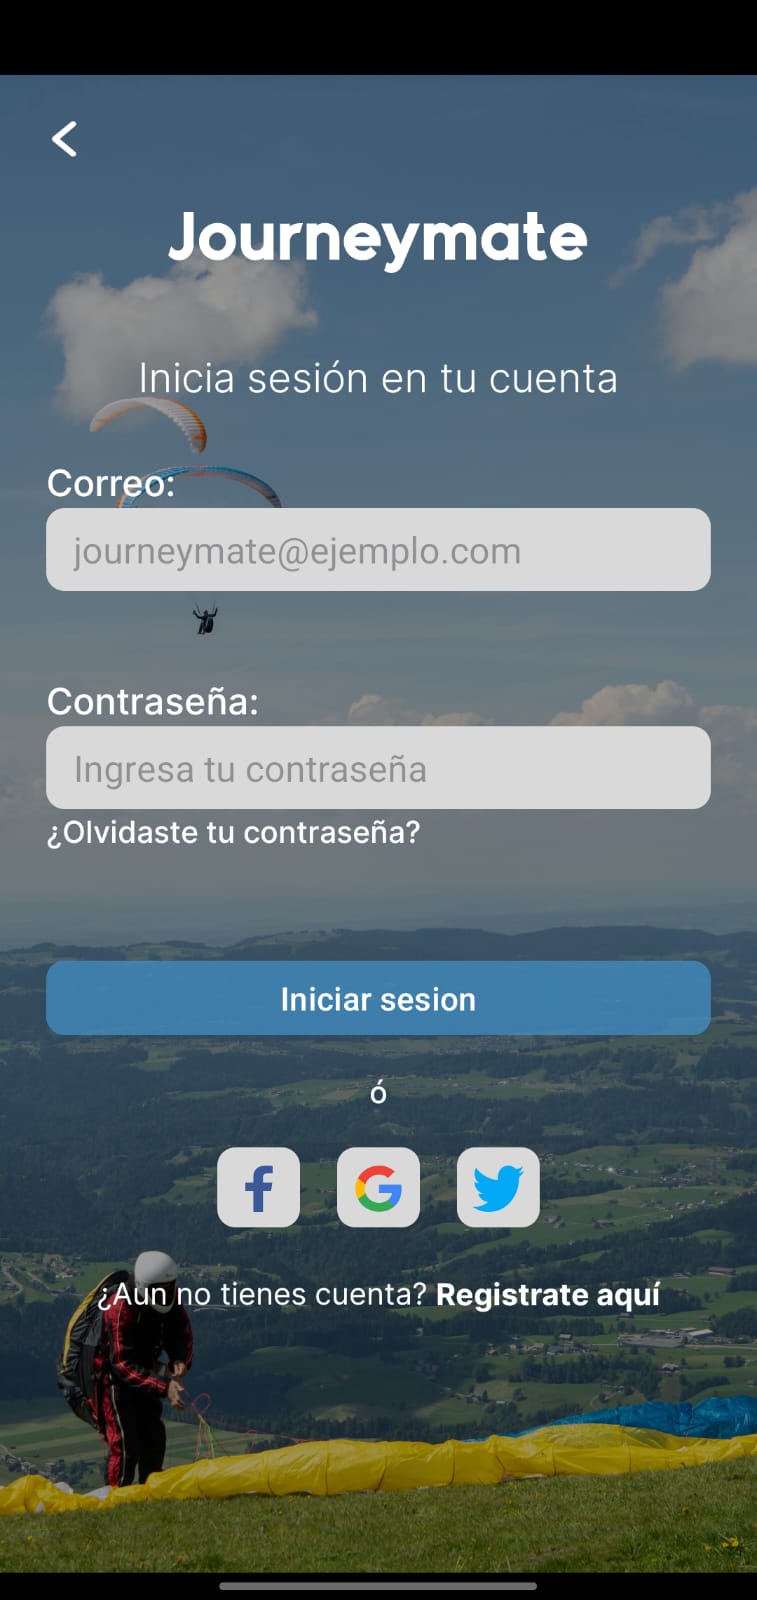 Journeymate
Inicia sesión en tu cuenta
Correo:
journeymate@ejemplo.com
Contraseña:
Ingresa tu contraseña
¿Olvidaste tu contraseña?
Iniciar sesion
ó
¿Aun no tienes cuenta? Registrate aquí